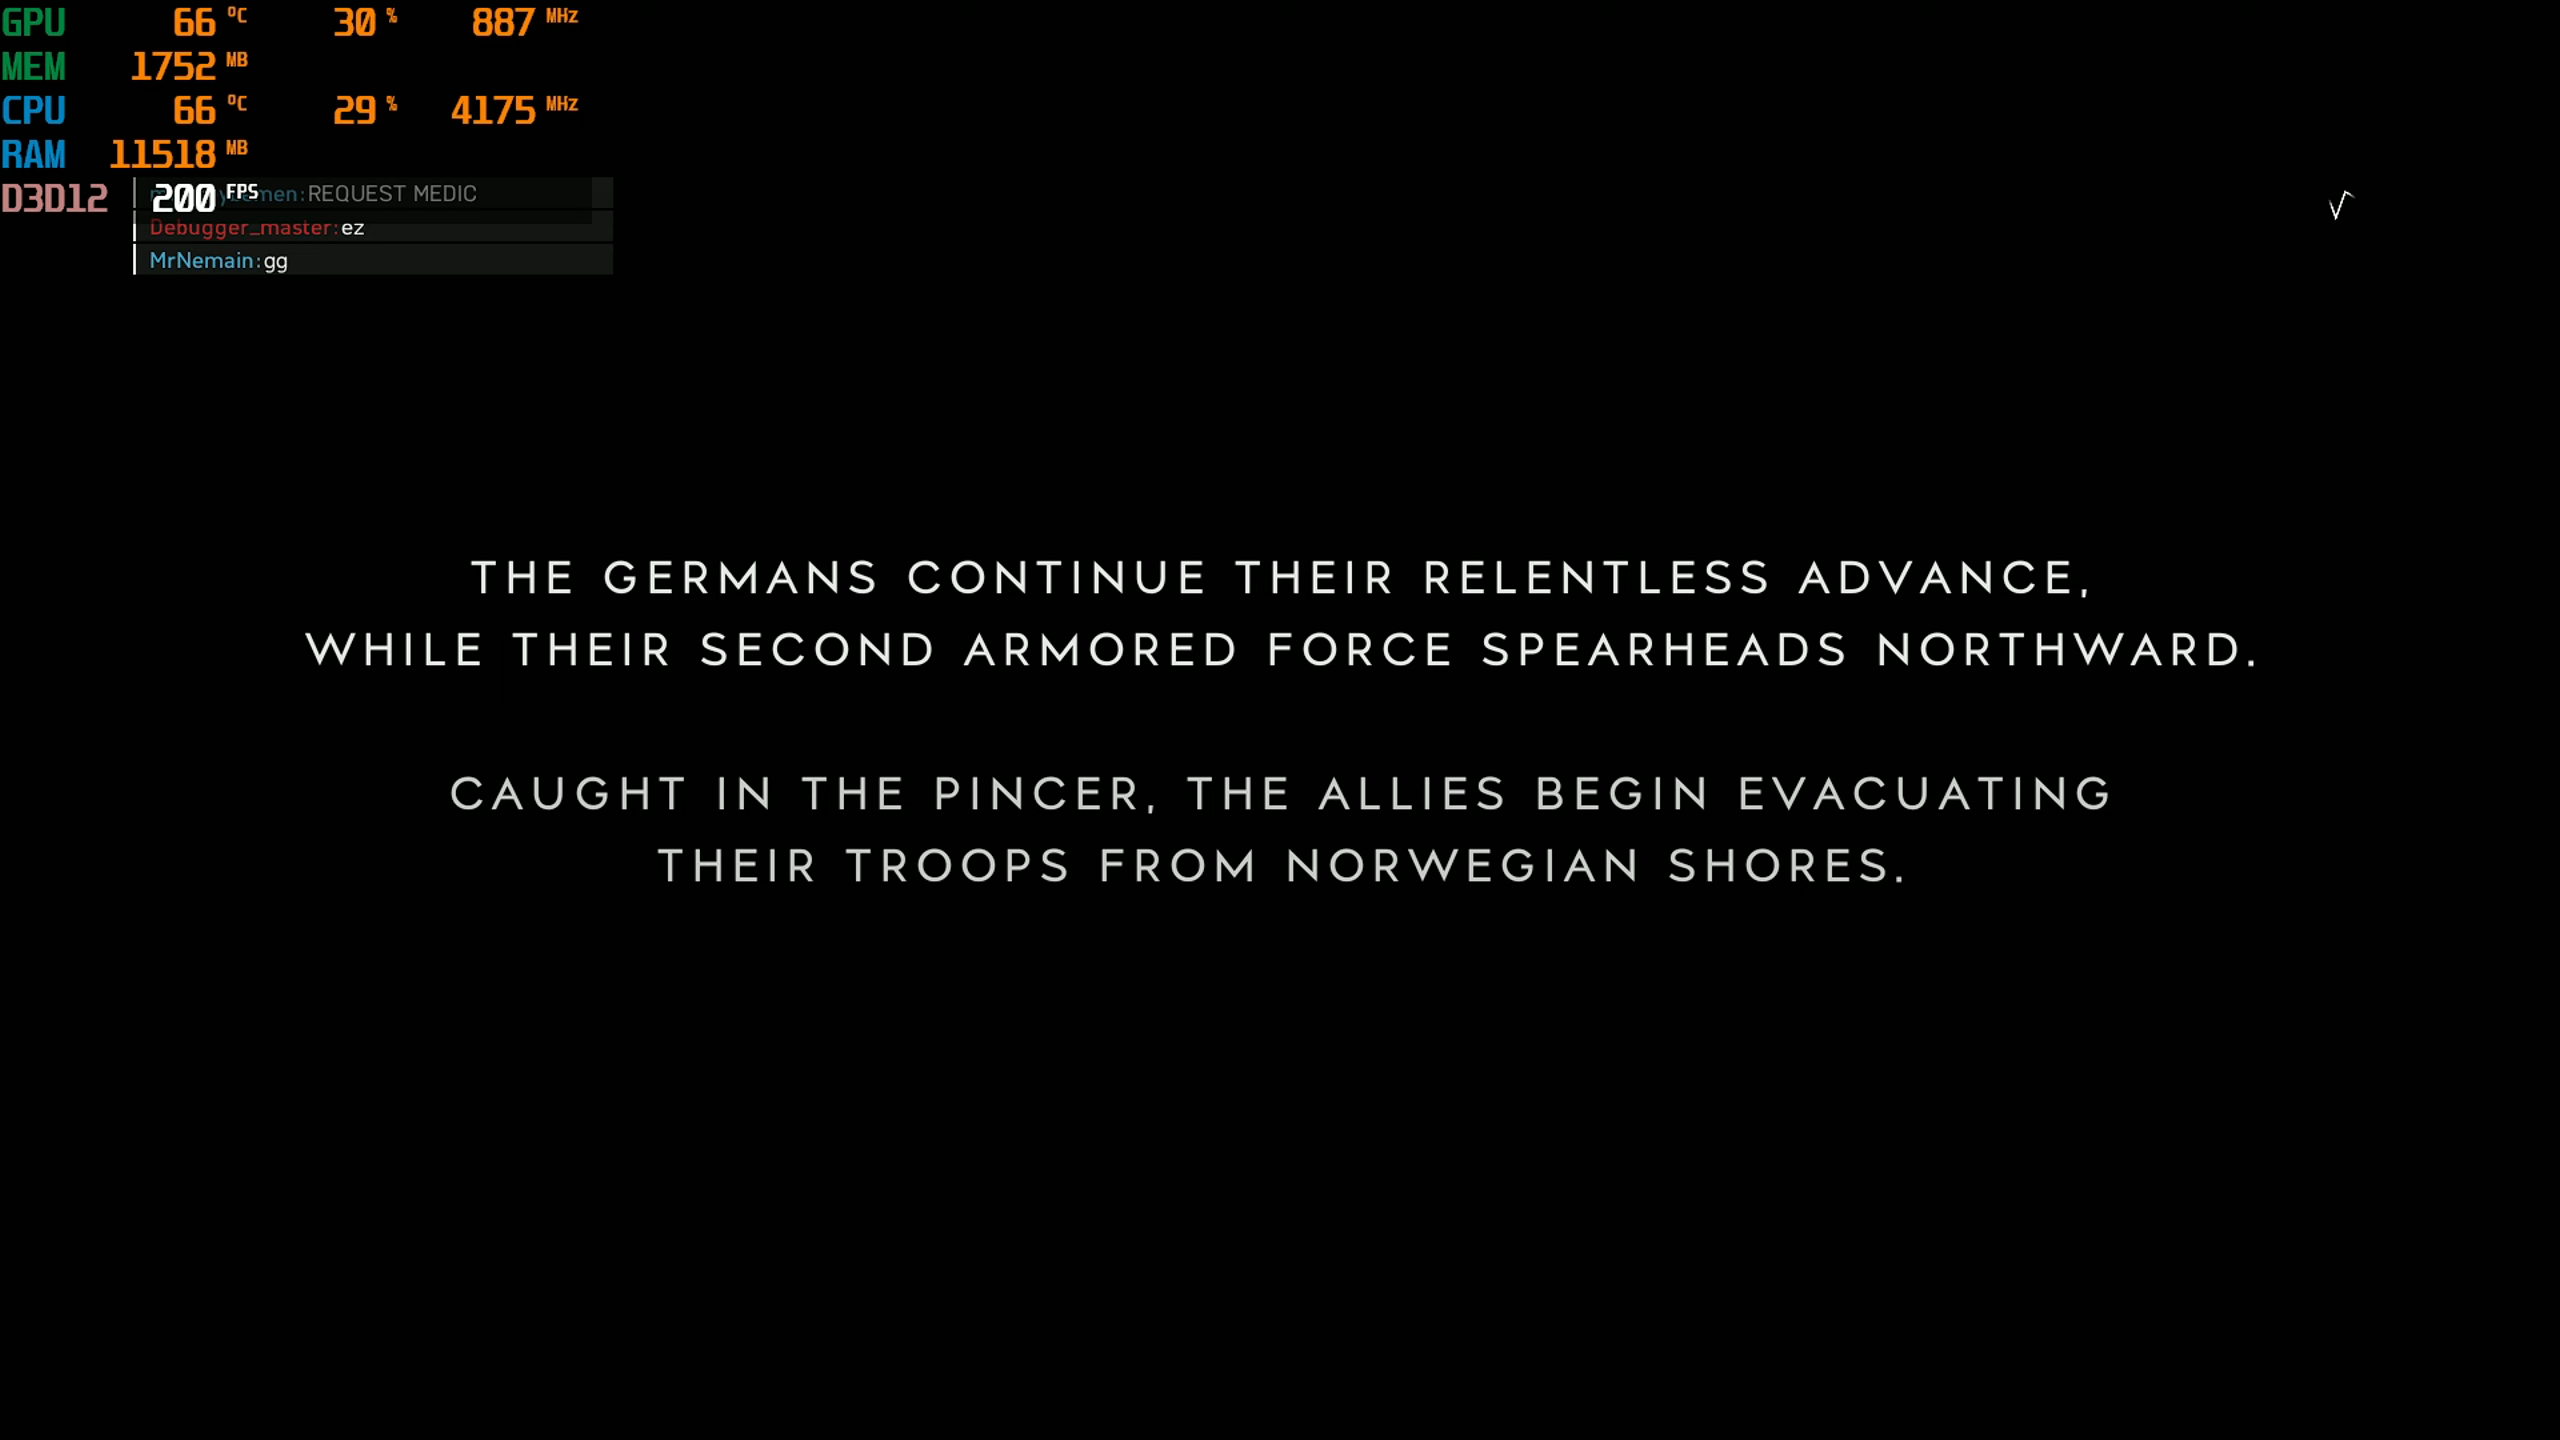 GPU 66 °C 30 % 887 MHz
MEM 1752 MB
CPU 66 °C 29 % 4175 MHz
RAM 11518 MB
D3D12 200 FPS
REQUEST MEDIC
Debugger_master:ez
MrNemain:gg
THE GERMANS CONTINUE THEIR RELENTLESS ADVANCE,
WHILE THEIR SECOND ARMORED FORCE SPEARHEADS NORTHWARD.
CAUGHT IN THE PINCER, THE ALLIES BEGIN EVACUATING
THEIR TROOPS FROM NORWEGIAN SHORES.